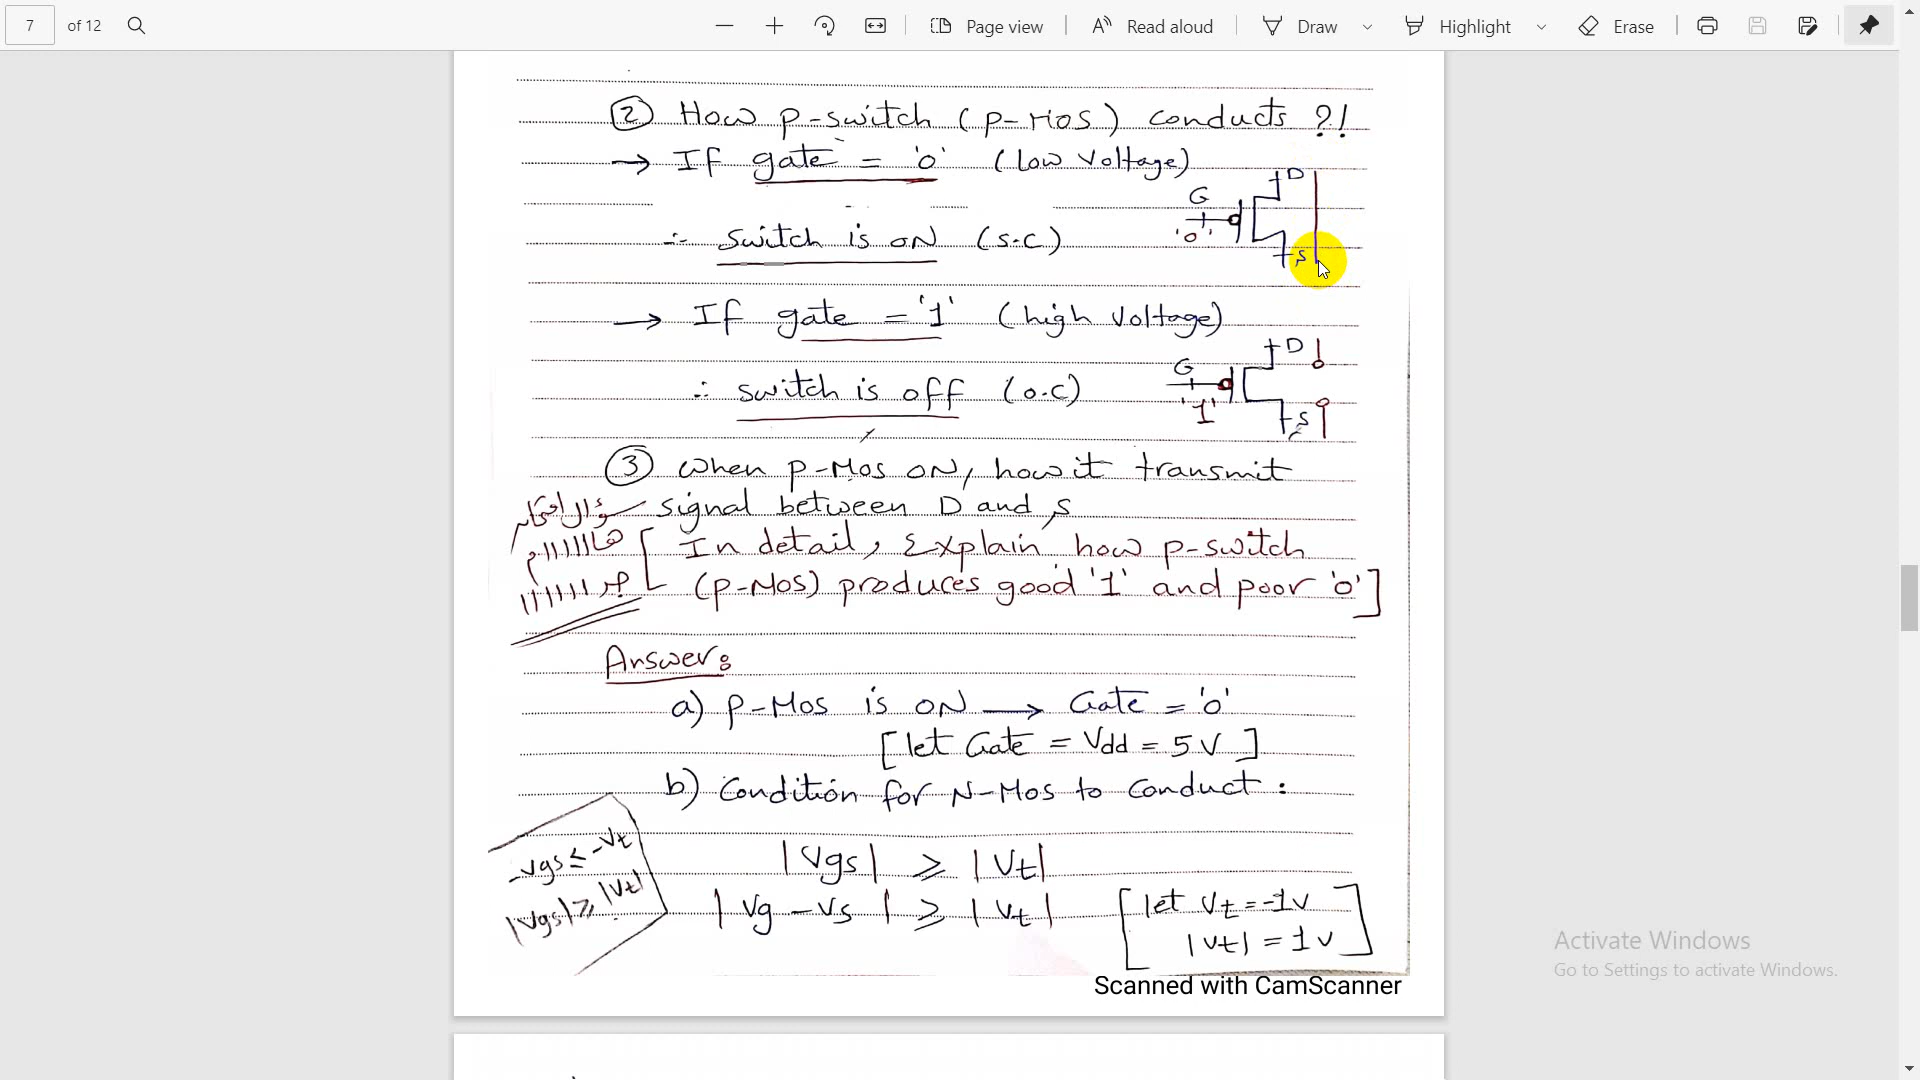 7 of 12 Page view Read aloud Draw Highlight Erase
② How p-switch (p-MOS) conducts ?!
→ If gate = '0' (low voltage)
G D
'0' S
∴ switch is ON (s.c)
→ If gate = '1' (high voltage)
G D
'1' S
∴ switch is off (o.c)
③ when p-Mos ON, how it transmit
signal between D and S
[ In detail, Explain how p-switch
(p-Mos) produces good '1' and poor '0' ]
Answer:
a) p-Mos is ON → Gate = '0'
[ let Gate = Vdd = 5 V ]
b) Condition for N-Mos to conduct :
-Vgs ≤ -Vt
|Vgs| ≥ |Vt|
|Vgs| ≥ |Vt|
| Vg - Vs | ≥ | Vt |
[ let Vt = -1v
|Vt| = 1 v ]
Scanned with CamScanner
Activate Windows
Go to Settings to activate Windows.